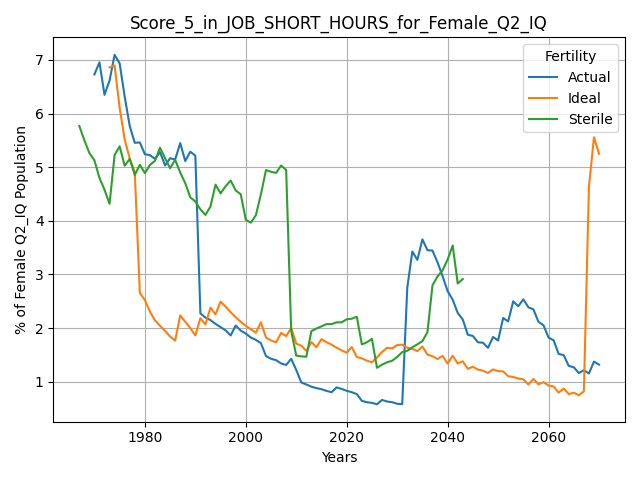 Score_5_in_JOB_SHORT_HOURS_for_Female_Q2_IQ
Fertility
Actual
Ideal
Sterile
% of Female Q2_IQ Population
7
6
5
4
3
2
1
1980 2000 2020 2040 2060
Years